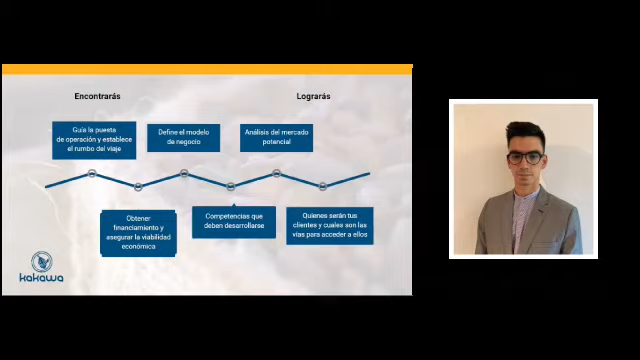 Encontrarás
Lograrás
Guía la puesta
de operación y establece
el rumbo del viaje
Define el modelo
de negocio
Análisis del mercado
potencial
Obtener
financiamiento y
asegurar la viabilidad
económica
Competencias que
deben desarrollarse
Quienes serán tus
clientes y cuales son las
vías para acceder a ellos
kakawa